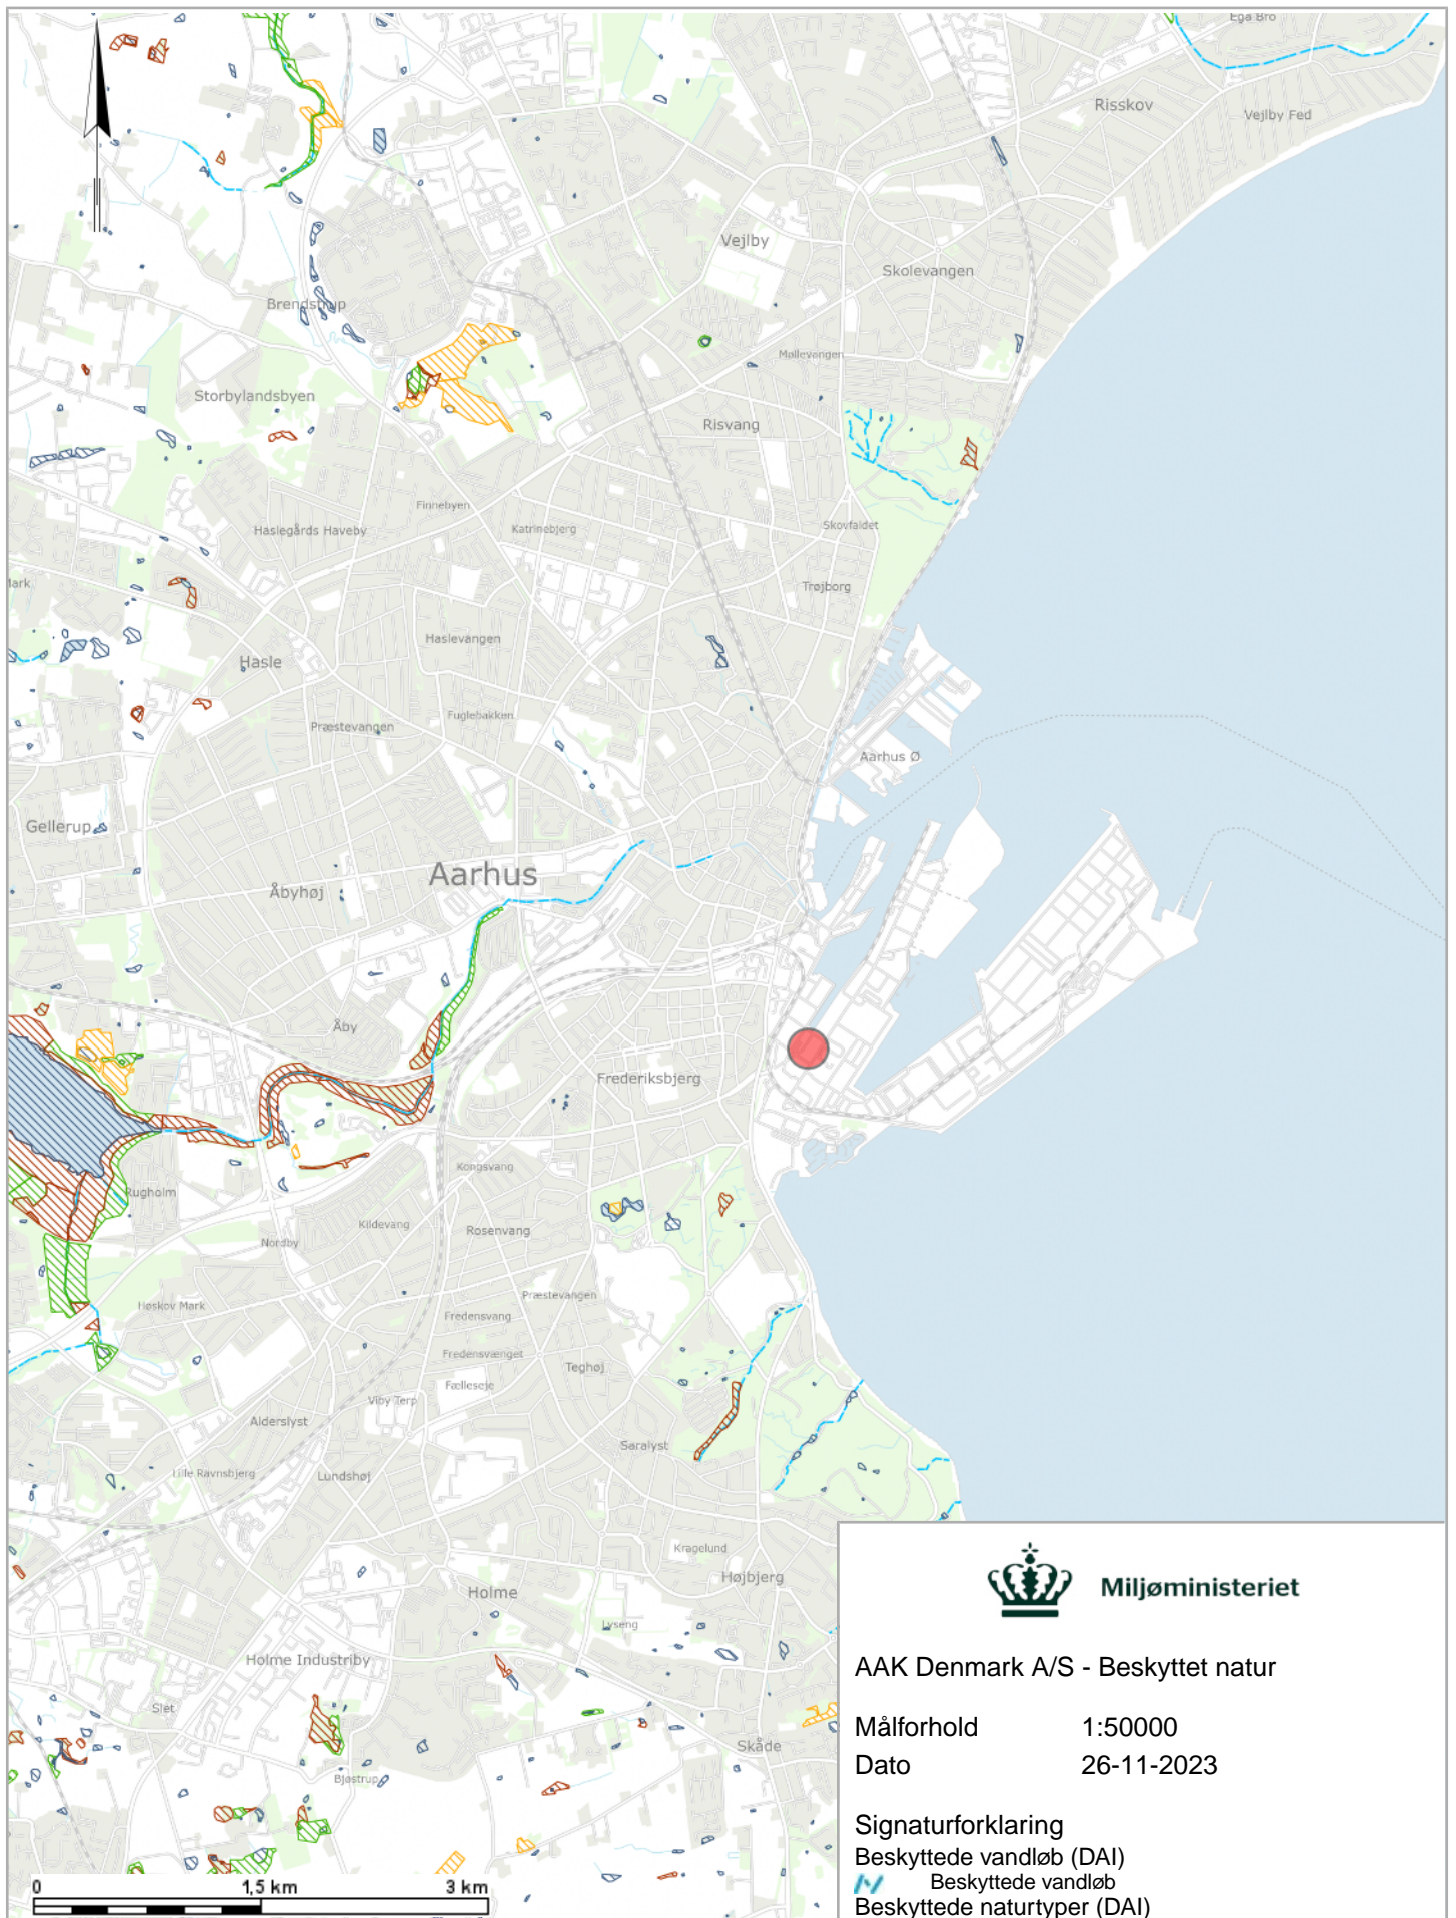 Egå Bro
Risskov
Vejlby Fed
Vejlby
Skolevangen
Brendstrup
Møllevangen
Storbylandsbyen
Risvang
Finnebyen
Haslegårds Haveby
Katrinebjerg
Skovfaldet
Mark
Trøjborg
Haslevangen
Hasle
Fuglebakken
Præstevangen
Aarhus Ø
Gellerup
Aarhus
Åbyhøj
Åby
Frederiksbjerg
Kongsvang
Rugholm
Kildevang
Rosenvang
Nordby
Præstevangen
Høskov Mark
Fredensvang
Fredensvænget
Teghøj
Fælleseje
Viby Terp
Alderslyst
Saralyst
Lille Ravnsbjerg
Lundshøj
Kragelund
Højbjerg
Holme
Lyseng
Holme Industriby
Slet
Skåde
Bjøstrup
0 1,5 km 3 km
Miljøministeriet
AAK Denmark A/S - Beskyttet natur
Målforhold 1:50000
Dato 26-11-2023
Signaturforklaring
Beskyttede vandløb (DAI)
Beskyttede vandløb
Beskyttede naturtyper (DAI)